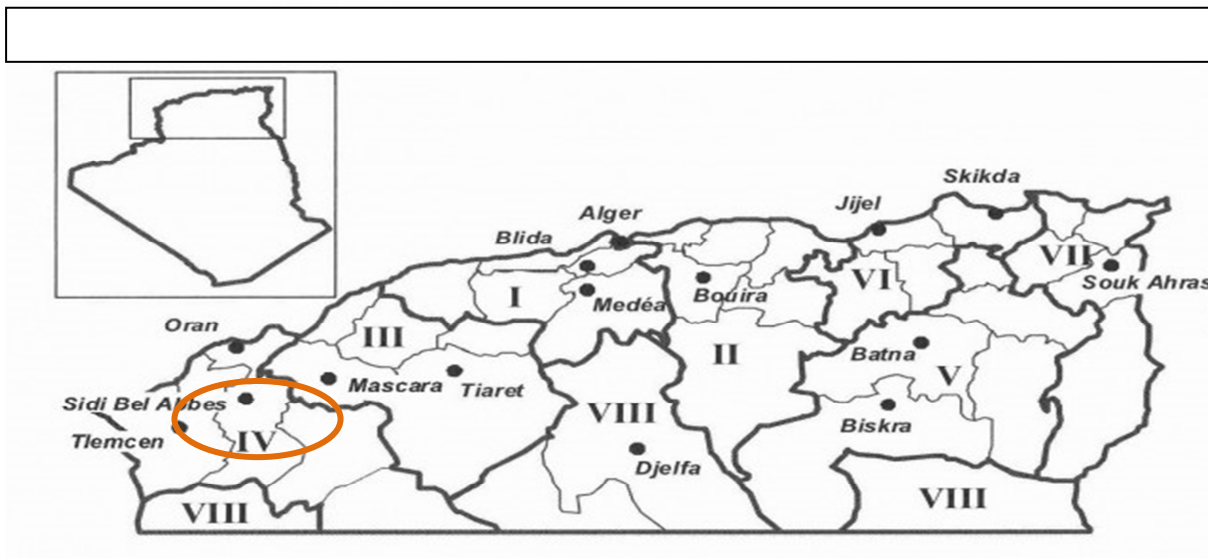 Skikda
Jijel
Alger
Blida
VII
Souk Ahras
VI
I
Medéa
Bouira
Oran
III
II
Batna
V
Mascara
Tiaret
Sidi Bel Abbes
VIII
Biskra
Tlemcen
IV
Djelfa
VIII
VIII